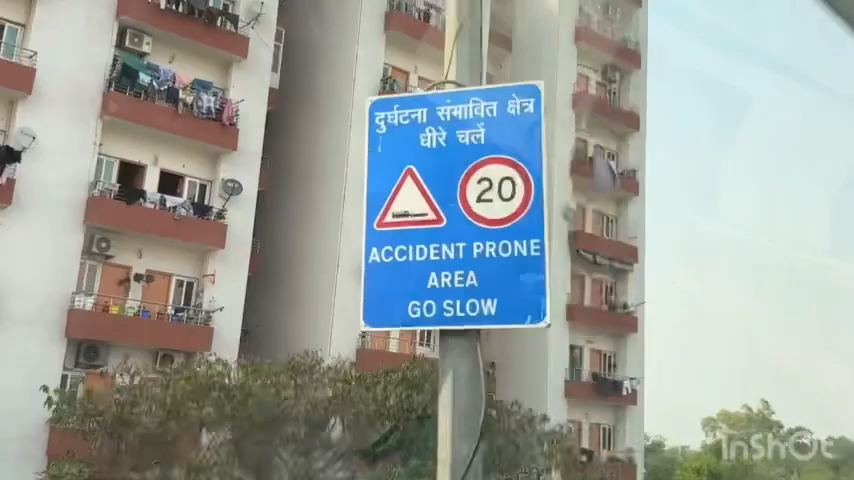 दुर्घटना संभावित क्षेत्र
धीरे चलें
20
ACCIDENT PRONE
AREA
GO SLOW
InShOt